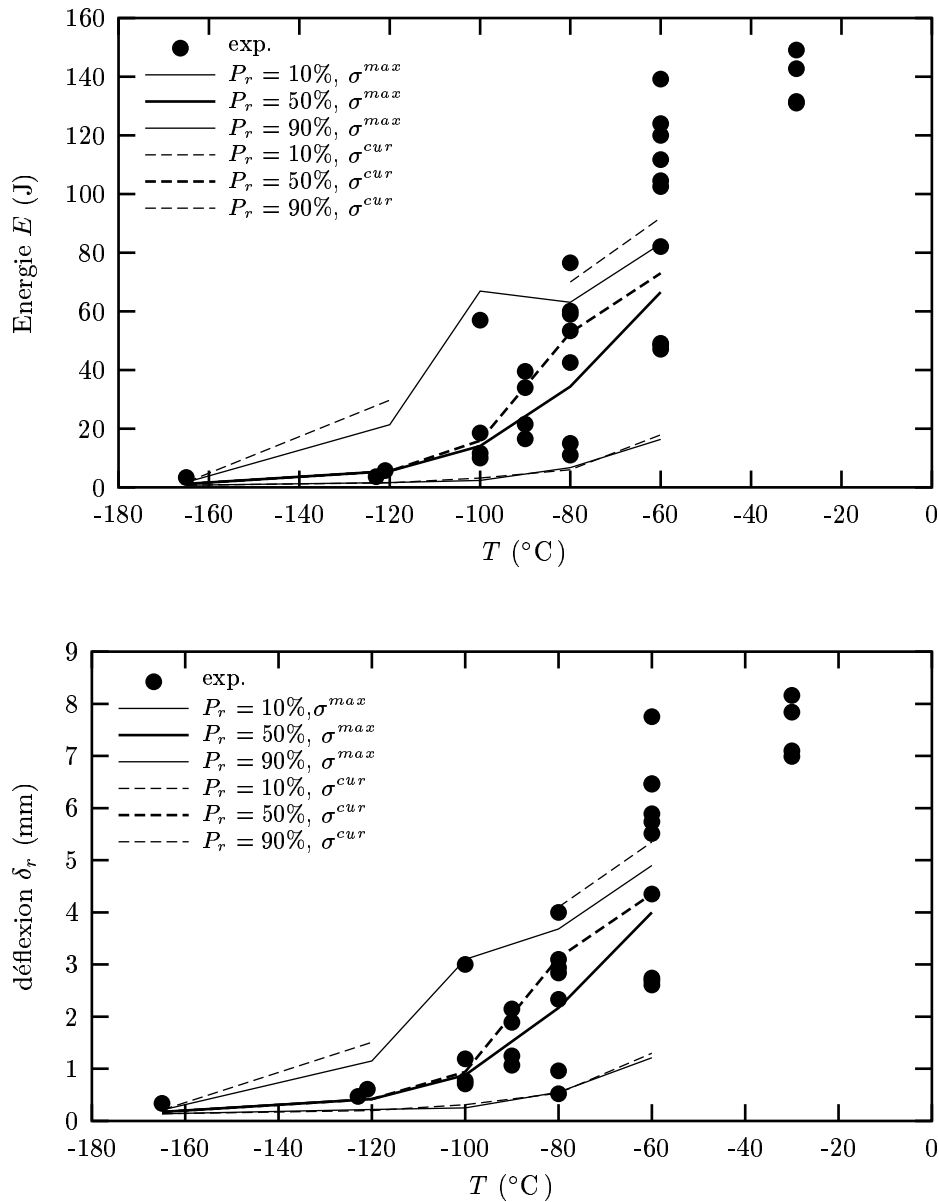 160
140
120
100
80
60
40
20
0
Energie E (J)
exp.
P_r = 10%, σ^max
P_r = 50%, σ^max
P_r = 90%, σ^max
P_r = 10%, σ^cur
P_r = 50%, σ^cur
P_r = 90%, σ^cur
-180 -160 -140 -120 -100 -80 -60 -40 -20 0
T (°C)
9
8
7
6
5
4
3
2
1
0
déflexion δ_r (mm)
exp.
P_r = 10%,σ^max
P_r = 50%, σ^max
P_r = 90%, σ^max
P_r = 10%, σ^cur
P_r = 50%, σ^cur
P_r = 90%, σ^cur
-180 -160 -140 -120 -100 -80 -60 -40 -20 0
T (°C)